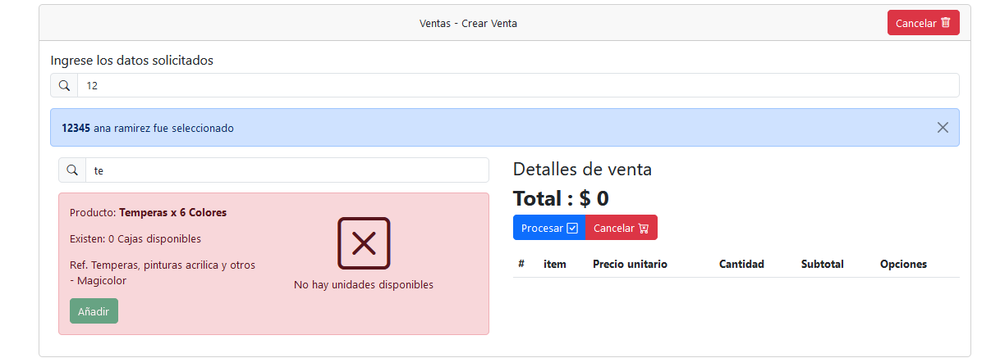 Ventas - Crear Venta
Cancelar
Ingrese los datos solicitados
12
12345 ana ramirez fue seleccionado
te
Producto: Temperas x 6 Colores
Existen: 0 Cajas disponibles
Ref. Temperas, pinturas acrilica y otros
- Magicolor
Añadir
No hay unidades disponibles
Detalles de venta
Total : $ 0
Procesar Cancelar
# item Precio unitario Cantidad Subtotal Opciones